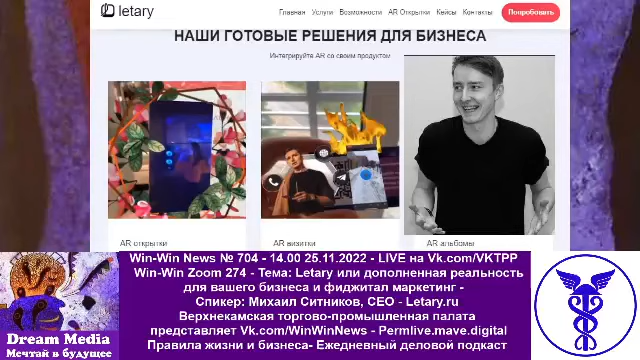 letary
Главная Услуги Возможности AR Открытки Кейсы Контакты Попробовать
НАШИ ГОТОВЫЕ РЕШЕНИЯ ДЛЯ БИЗНЕСА
Интегрируйте AR со своим продуктом
AR открытки AR визитки AR альбомы
Win-Win News № 704 - 14.00 25.11.2022 - LIVE на Vk.com/VKTPP
Win-Win Zoom 274 - Тема: Letary или дополненная реальность
для вашего бизнеса и фиджитал маркетинг -
Спикер: Михаил Ситников, CEO - Letary.ru
Верхнекамская торгово-промышленная палата
представляет Vk.com/WinWinNews - Permlive.mave.digital
Правила жизни и бизнеса- Ежедневный деловой подкаст
Dream Media
Мечтай в будущее